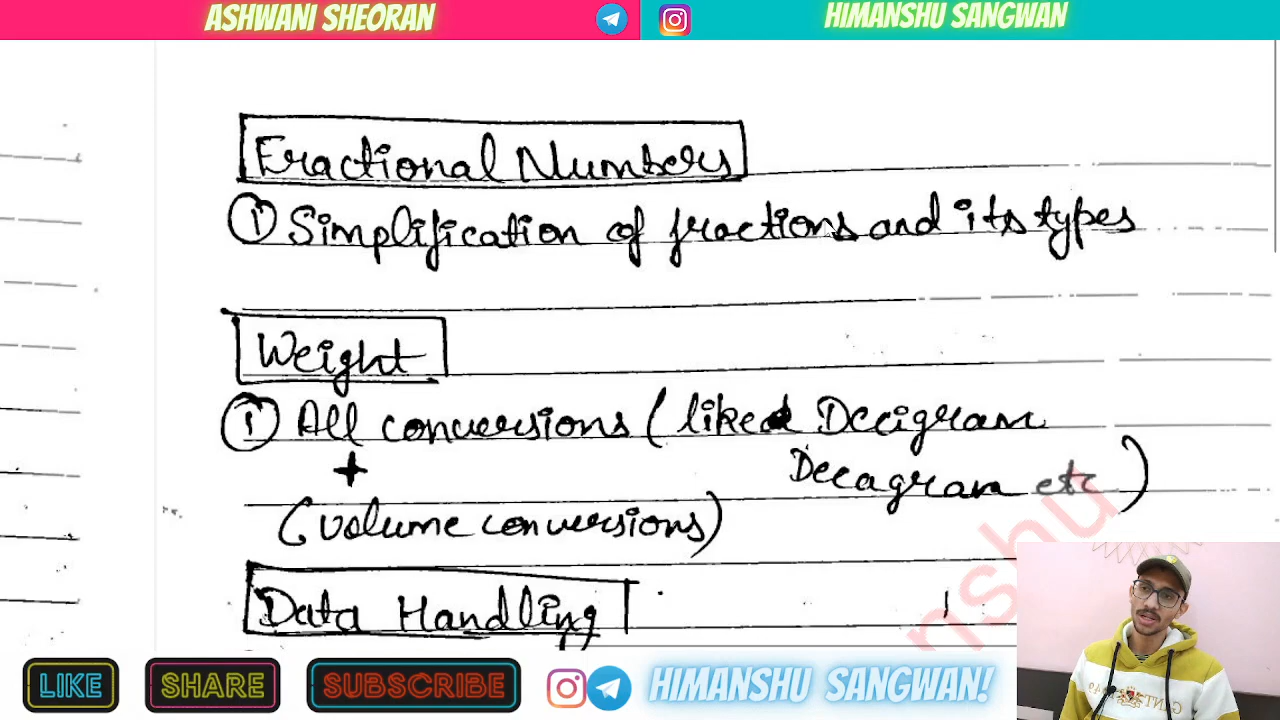 ASHWANI SHEORAN
HIMANSHU SANGWAN
Fractional Numbers
① Simplification of fractions and its types
Weight
① All conversions (like Decigram
Decagram etc)
+
(volume conversions)
Data Handling
nshu
LIKE
SHARE
SUBSCRIBE
HIMANSHU SANGWAN!